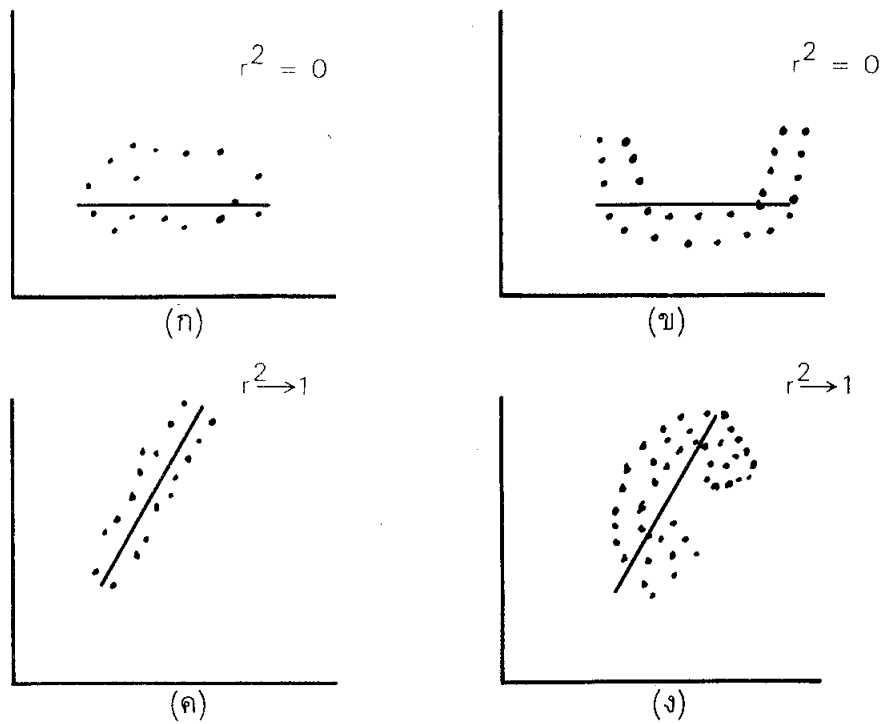 r² = 0
r² = 0
(ก)
(ข)
r² → 1
r² → 1
(ค)
(ง)